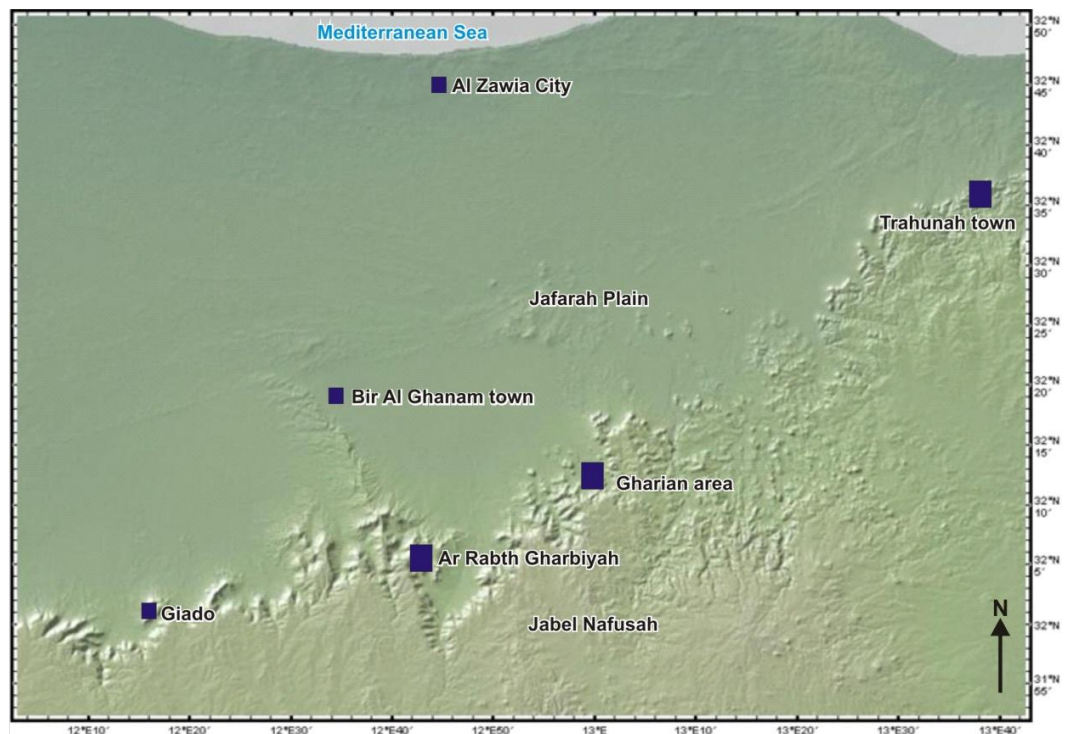 Mediterranean Sea
32°N
50′
Al Zawia City
32°N
45′
32°N
40′
32°N
35′
Trahunah town
32°N
30′
Jafarah Plain
32°N
25′
32°N
20′
Bir Al Ghanam town
32°N
15′
Gharian area
32°N
10′
Ar Rabth Gharbiyah
32°N
5′
Giado
N
32°N
Jabel Nafusah
31°N
55′
12°E10′ 12°E20′ 12°E30′ 12°E40′ 12°E50′ 13°E 13°E10′ 13°E20′ 13°E30′ 13°E40′